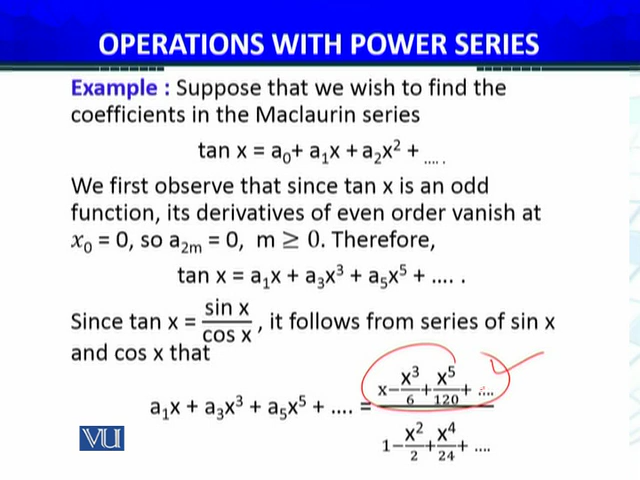 OPERATIONS WITH POWER SERIES
Example : Suppose that we wish to find the
coefficients in the Maclaurin series
tan x = a₀+ a₁x + a₂x² + .... .
We first observe that since tan x is an odd
function, its derivatives of even order vanish at
x₀ = 0, so a₂ₘ = 0, m ≥ 0. Therefore,
tan x = a₁x + a₃x³ + a₅x⁵ + .... .
Since tan x = sin x / cos x , it follows from series of sin x
and cos x that
a₁x + a₃x³ + a₅x⁵ + .... = (x − x³/6 + x⁵/120 + ....) / (1 − x²/2 + x⁴/24 + ....)
VU